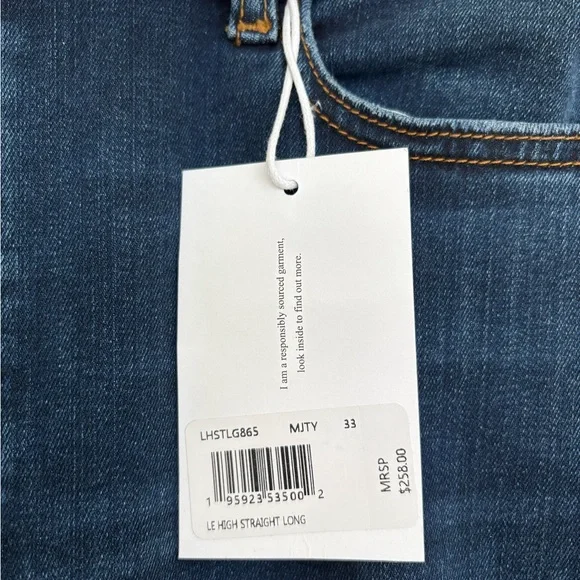 I am a responsibly sourced garment,
look inside to find out more.
LHSTLG865 MJTY 33
1 95923 53500 2
LE HIGH STRAIGHT LONG
MRSP
$258.00